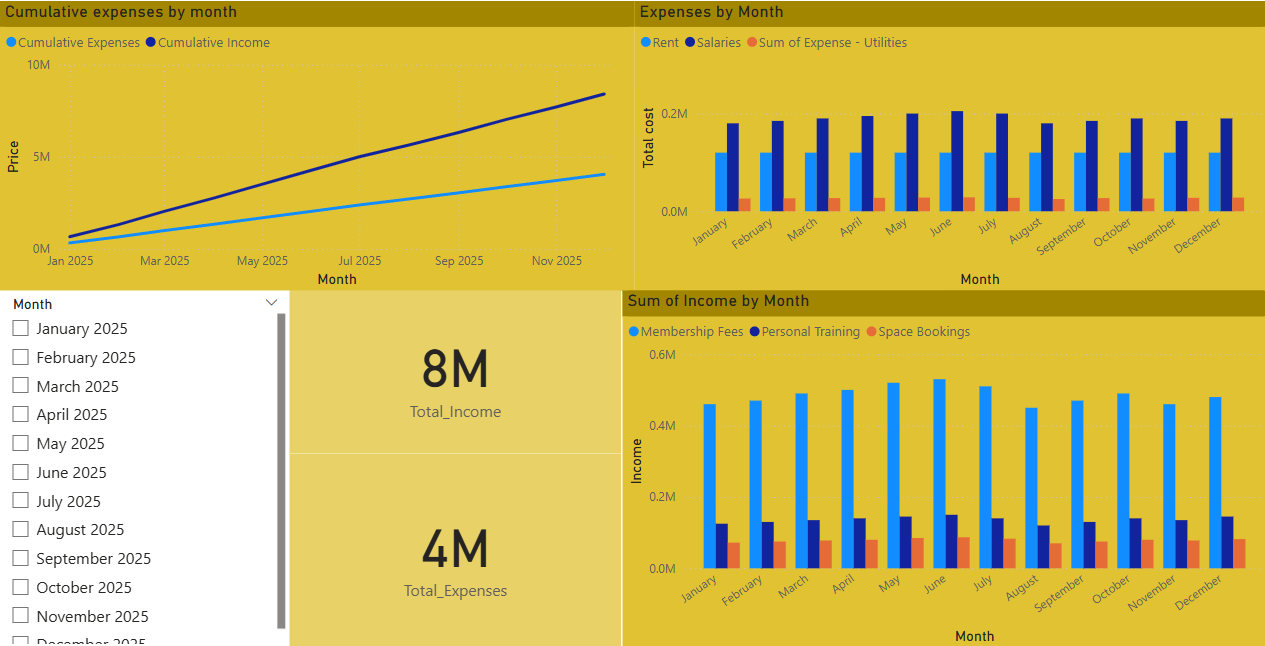 Cumulative expenses by month
Cumulative Expenses Cumulative Income
10M
5M
0M
Price
Jan 2025 Mar 2025 May 2025 Jul 2025 Sep 2025 Nov 2025
Month
Expenses by Month
Rent Salaries Sum of Expense - Utilities
0.2M
0.0M
Total cost
January February March April May June July August September October November December
Month
Month
January 2025
February 2025
March 2025
April 2025
May 2025
June 2025
July 2025
August 2025
September 2025
October 2025
November 2025
December 2025
8M
Total_Income
4M
Total_Expenses
Sum of Income by Month
Membership Fees Personal Training Space Bookings
0.6M
0.4M
0.2M
0.0M
Income
January February March April May June July August September October November December
Month